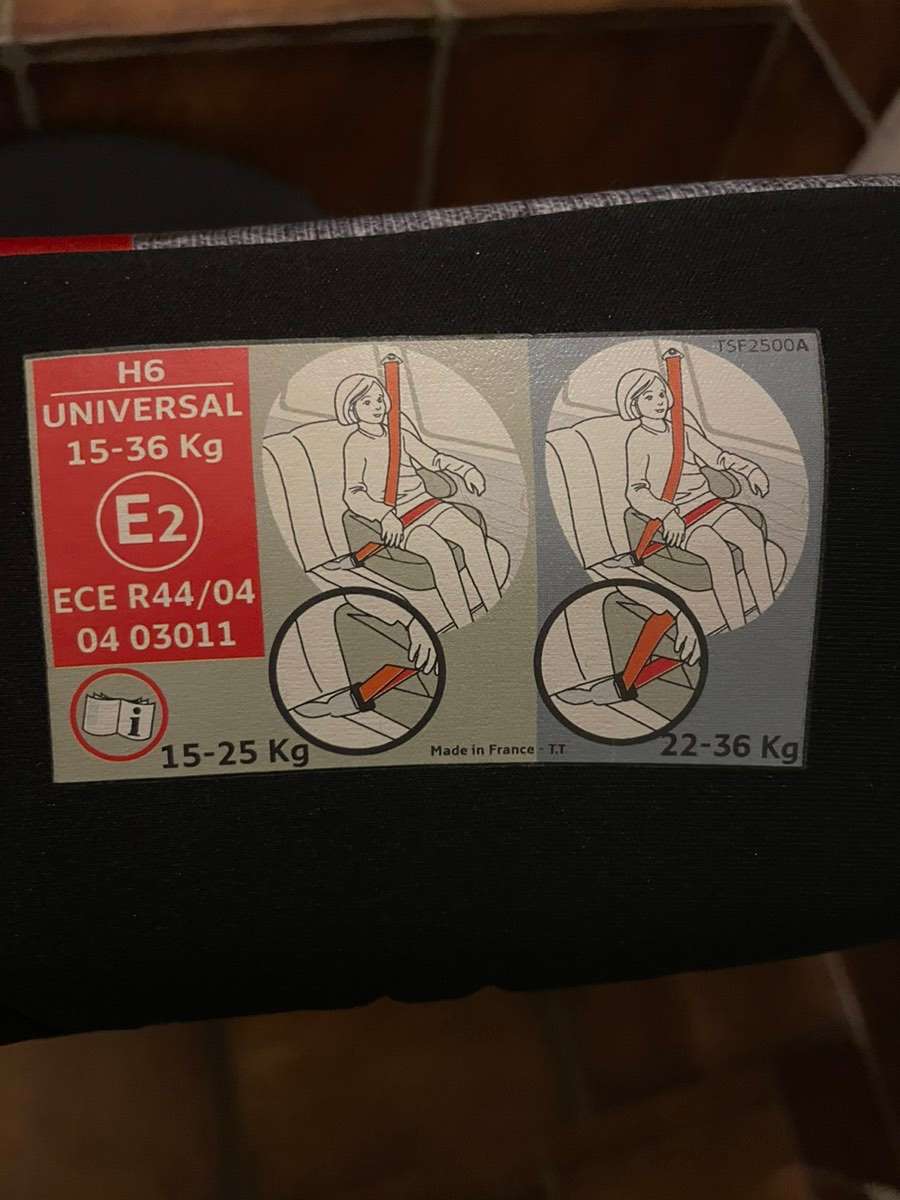 H6
UNIVERSAL
15-36 Kg
E2
ECE R44/04
04 03011
i
15-25 Kg
Made in France - T.T
TSF2500A
22-36 Kg